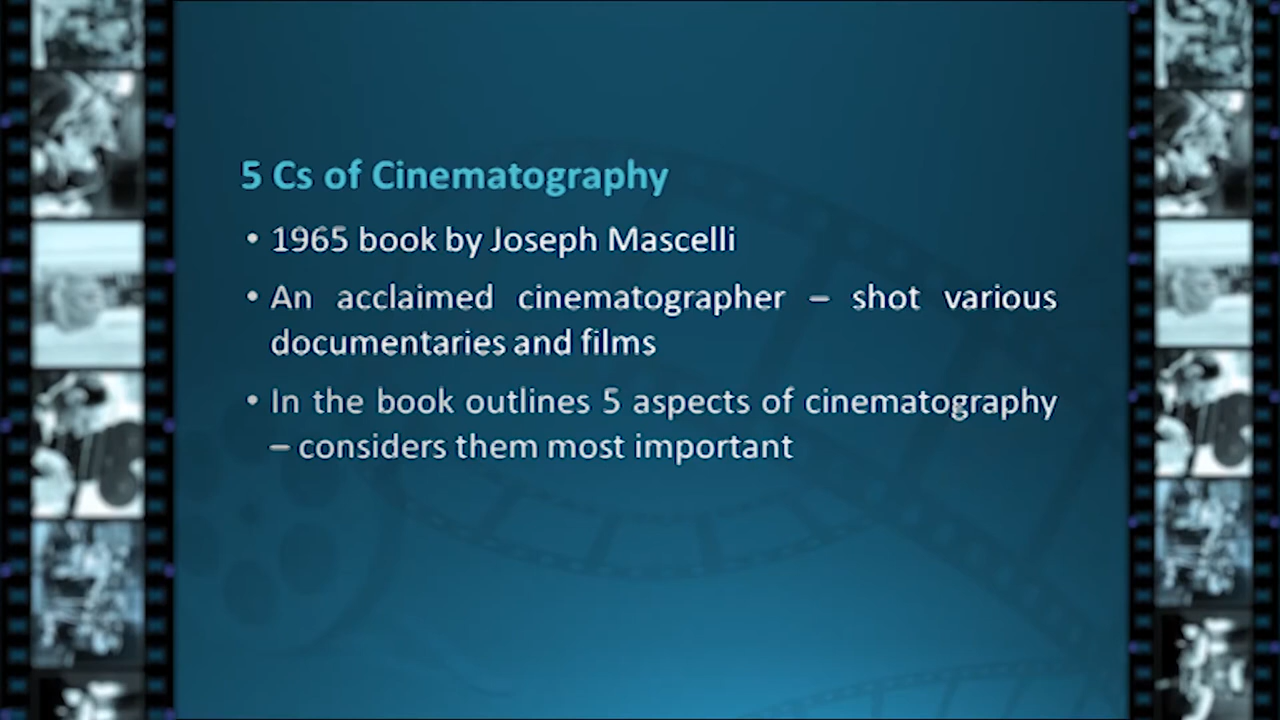 5 Cs of Cinematography
• 1965 book by Joseph Mascelli
• An acclaimed cinematographer – shot various
documentaries and films
• In the book outlines 5 aspects of cinematography
– considers them most important